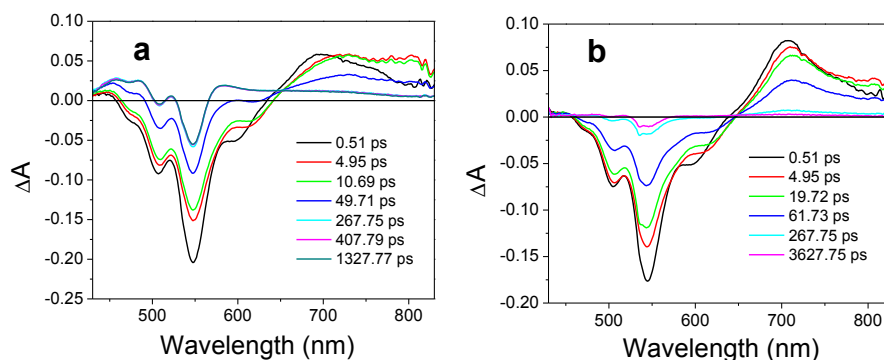 a
0.10
0.05
0.00
-0.05
-0.10
-0.15
-0.20
-0.25
ΔA
0.51 ps
4.95 ps
10.69 ps
49.71 ps
267.75 ps
407.79 ps
1327.77 ps
500 600 700 800
Wavelength (nm)
b
0.10
0.05
0.00
-0.05
-0.10
-0.15
-0.20
ΔA
0.51 ps
4.95 ps
19.72 ps
61.73 ps
267.75 ps
3627.75 ps
500 600 700 800
Wavelength (nm)